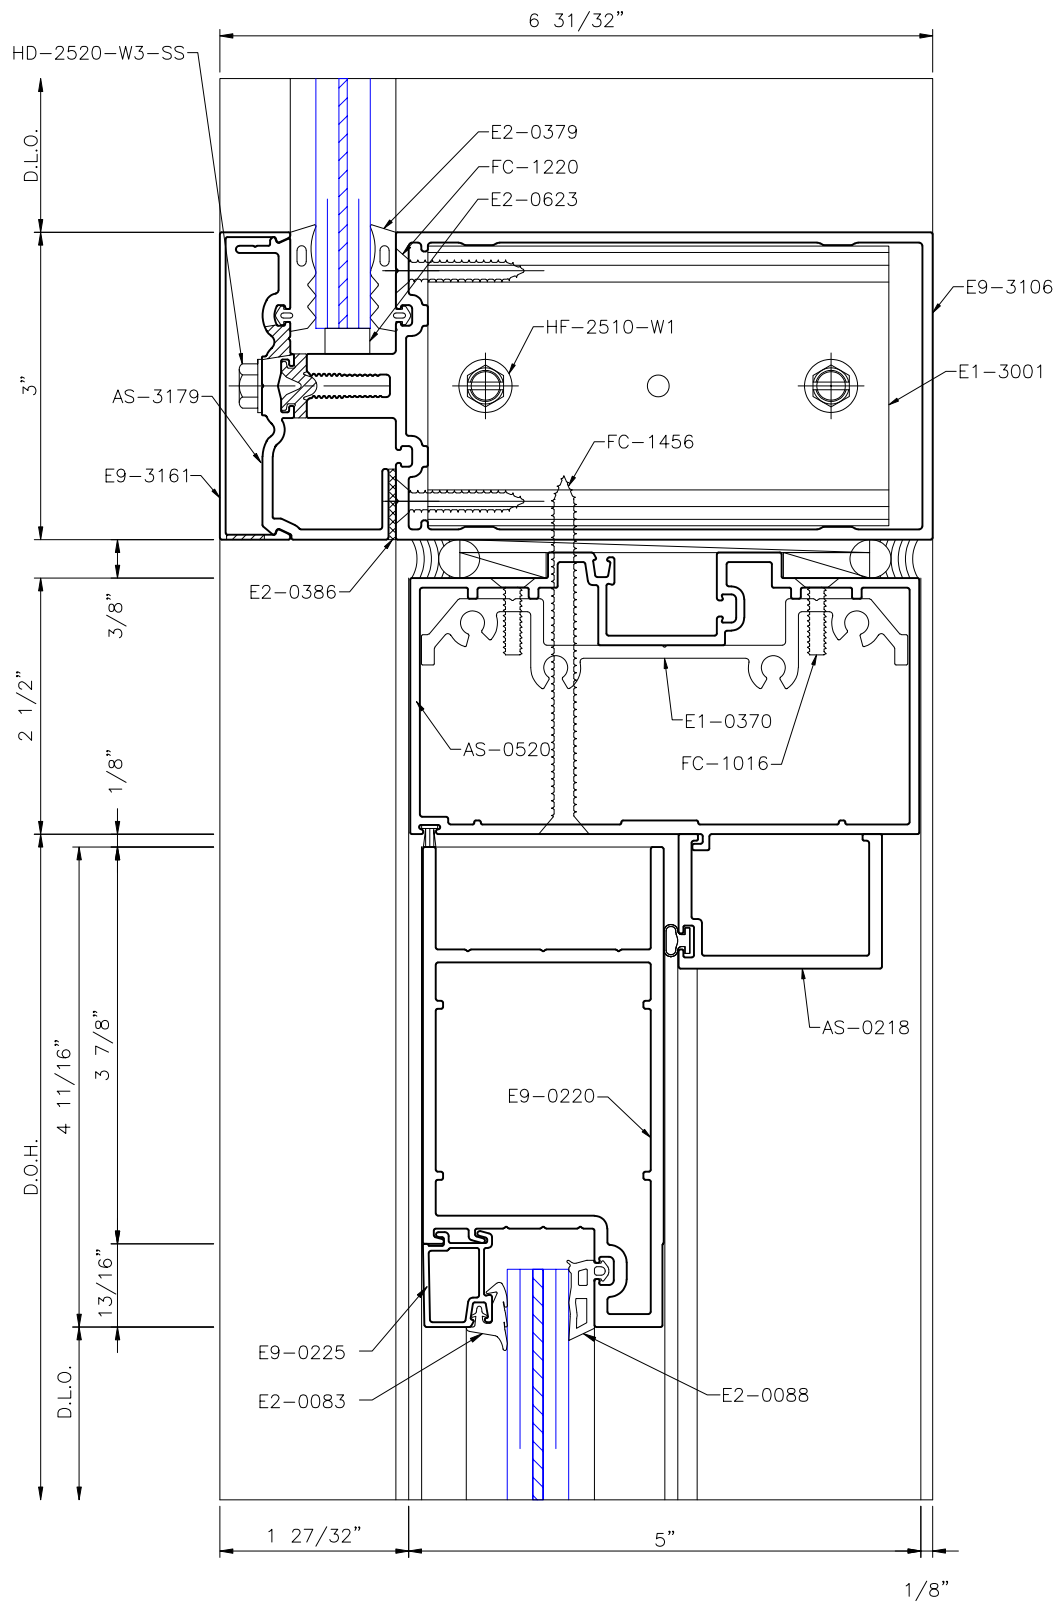 6 31/32”
HD-2520-W3-SS
D.L.O.
E2-0379
FC-1220
E2-0623
E9-3106
HF-2510-W1
E1-3001
3”
AS-3179
FC-1456
E9-3161
E2-0386
3/8”
2 1/2”
E1-0370
AS-0520
FC-1016
1/8”
AS-0218
3 7/8”
4 11/16”
E9-0220
D.O.H.
13/16”
E9-0225
D.L.O.
E2-0083
E2-0088
1 27/32”
5”
1/8”